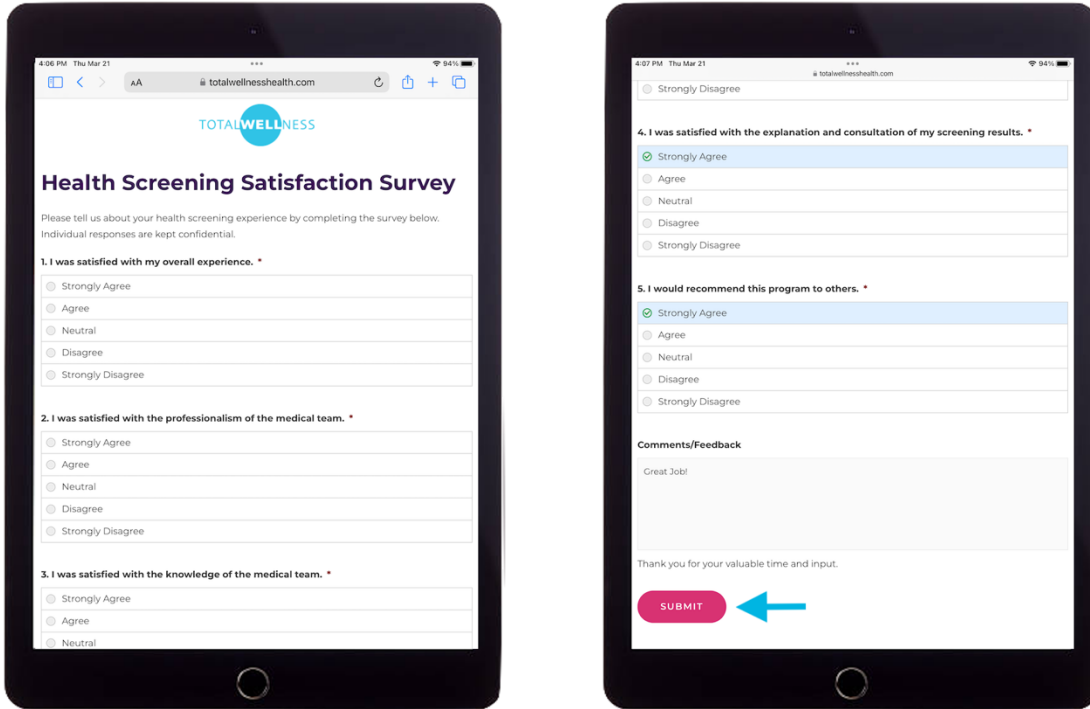 4:06 PM Thu Mar 21
94%
AA
totalwellnesshealth.com
TOTALWELLNESS
Health Screening Satisfaction Survey
Please tell us about your health screening experience by completing the survey below.
Individual responses are kept confidential.
1. I was satisfied with my overall experience. *
Strongly Agree
Agree
Neutral
Disagree
Strongly Disagree
2. I was satisfied with the professionalism of the medical team. *
Strongly Agree
Agree
Neutral
Disagree
Strongly Disagree
3. I was satisfied with the knowledge of the medical team. *
Strongly Agree
Agree
Neutral
4:07 PM Thu Mar 21
94%
totalwellnesshealth.com
Strongly Disagree
4. I was satisfied with the explanation and consultation of my screening results. *
Strongly Agree
Agree
Neutral
Disagree
Strongly Disagree
5. I would recommend this program to others. *
Strongly Agree
Agree
Neutral
Disagree
Strongly Disagree
Comments/Feedback
Great Job!
Thank you for your valuable time and input.
SUBMIT